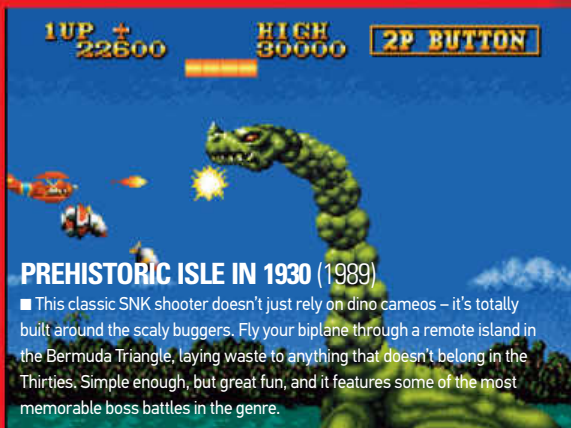 1UP + HIGH 2P BUTTON
22600 30000
PREHISTORIC ISLE IN 1930 (1989)
■ This classic SNK shooter doesn't just rely on dino cameos – it's totally
built around the scaly buggers. Fly your biplane through a remote island in
the Bermuda Triangle, laying waste to anything that doesn't belong in the
Thirties. Simple enough, but great fun, and it features some of the most
memorable boss battles in the genre.